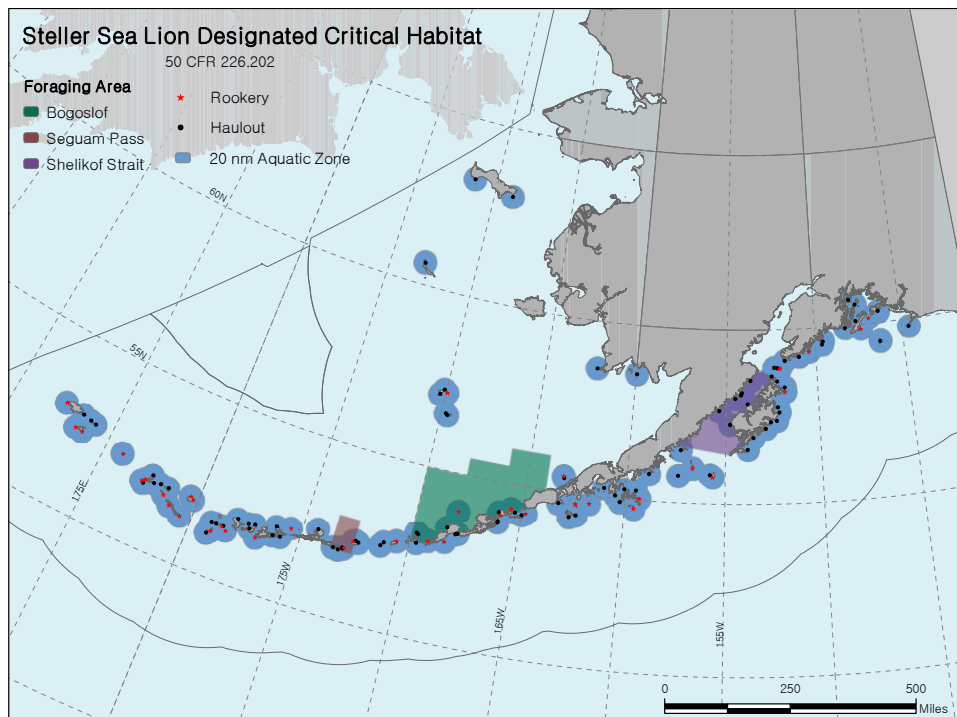 Steller Sea Lion Designated Critical Habitat
50 CFR 226.202
Foraging Area
Bogoslof
Seguam Pass
Shelikof Strait
Rookery
Haulout
20 nm Aquatic Zone
60N
55N
175E
175W
165W
155W
0
250
500
Miles